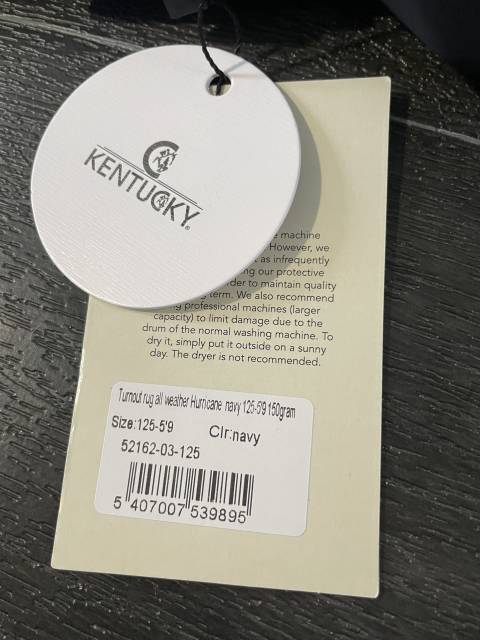 KENTUCKY®
machine
However, we
as infrequently
our protective
to maintain quality
term. We also recommend
professional machines (larger
capacity) to limit damage due to the
drum of the normal washing machine. To
dry it, simply put it outside on a sunny
day. The dryer is not recommended.
Turnout rug all weather Hurricane navy 125-5'9 150gram
Size:125-5'9
Clr:navy
52162-03-125
5 407007 539895